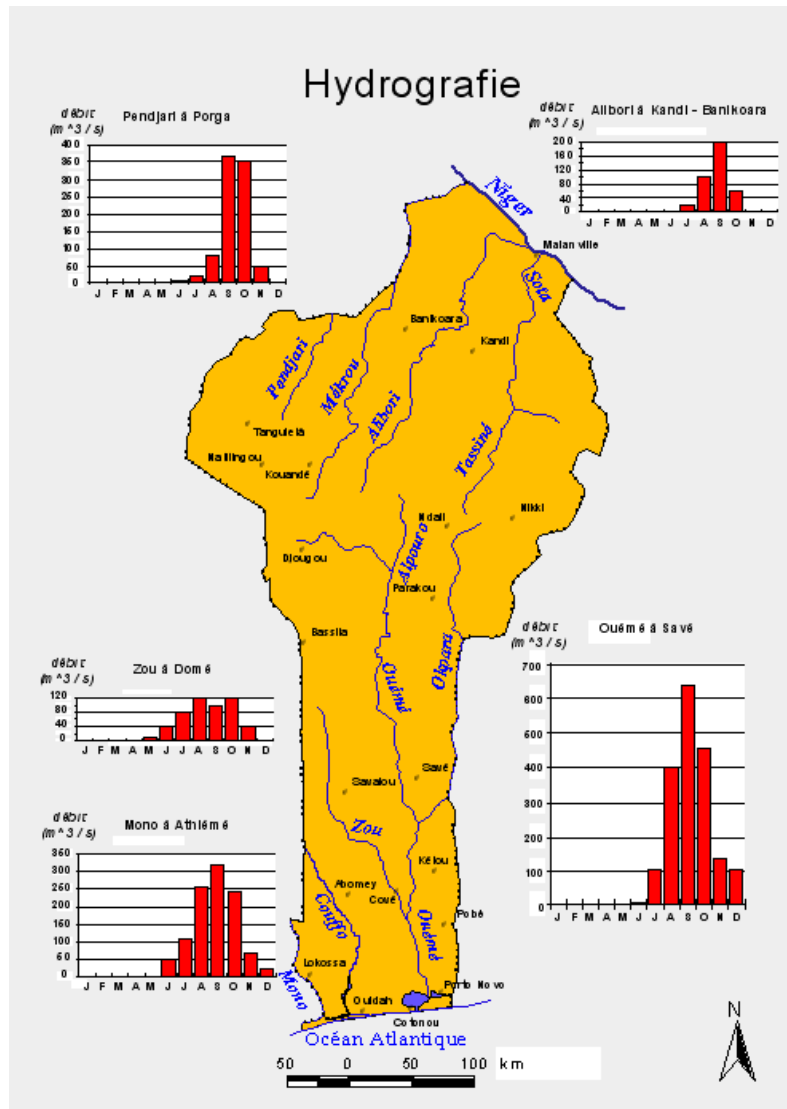 Hydrografie
débit
(m^3 / s)
Pendjari à Porga
400
350
300
250
200
150
100
50
0
J F M A M J J A S O N D
débit
(m^3 / s)
Alibori à Kandi - Banikoara
200
160
120
80
40
0
J F M A M J J A S O N D
Niger
Malanville
Sota
Banikoara
Kandi
Pendjari
Mékrou
Alibori
Tassiné
Kouandé
Ndali
Nikki
Djougou
Alpouro
Parakou
Bassila
Ouémé
Okpara
débit
(m^3 / s)
Ouémé à Savé
700
600
500
400
300
200
100
0
J F M A M J J A S O N D
débit
(m^3 / s)
Zou à Domé
120
80
40
0
J F M A M J J A S O N D
Savé
Savalou
Zou
débit
(m^3 / s)
Mono à Athiémé
350
300
250
200
150
100
50
0
J F M A M J J A S O N D
Kétou
Abomey
Cové
Couffo
Ouémé
Pobé
Lokossa
Mono
Porto Novo
Ouidah
Cotonou
Océan Atlantique
N
50 0 50 100 km